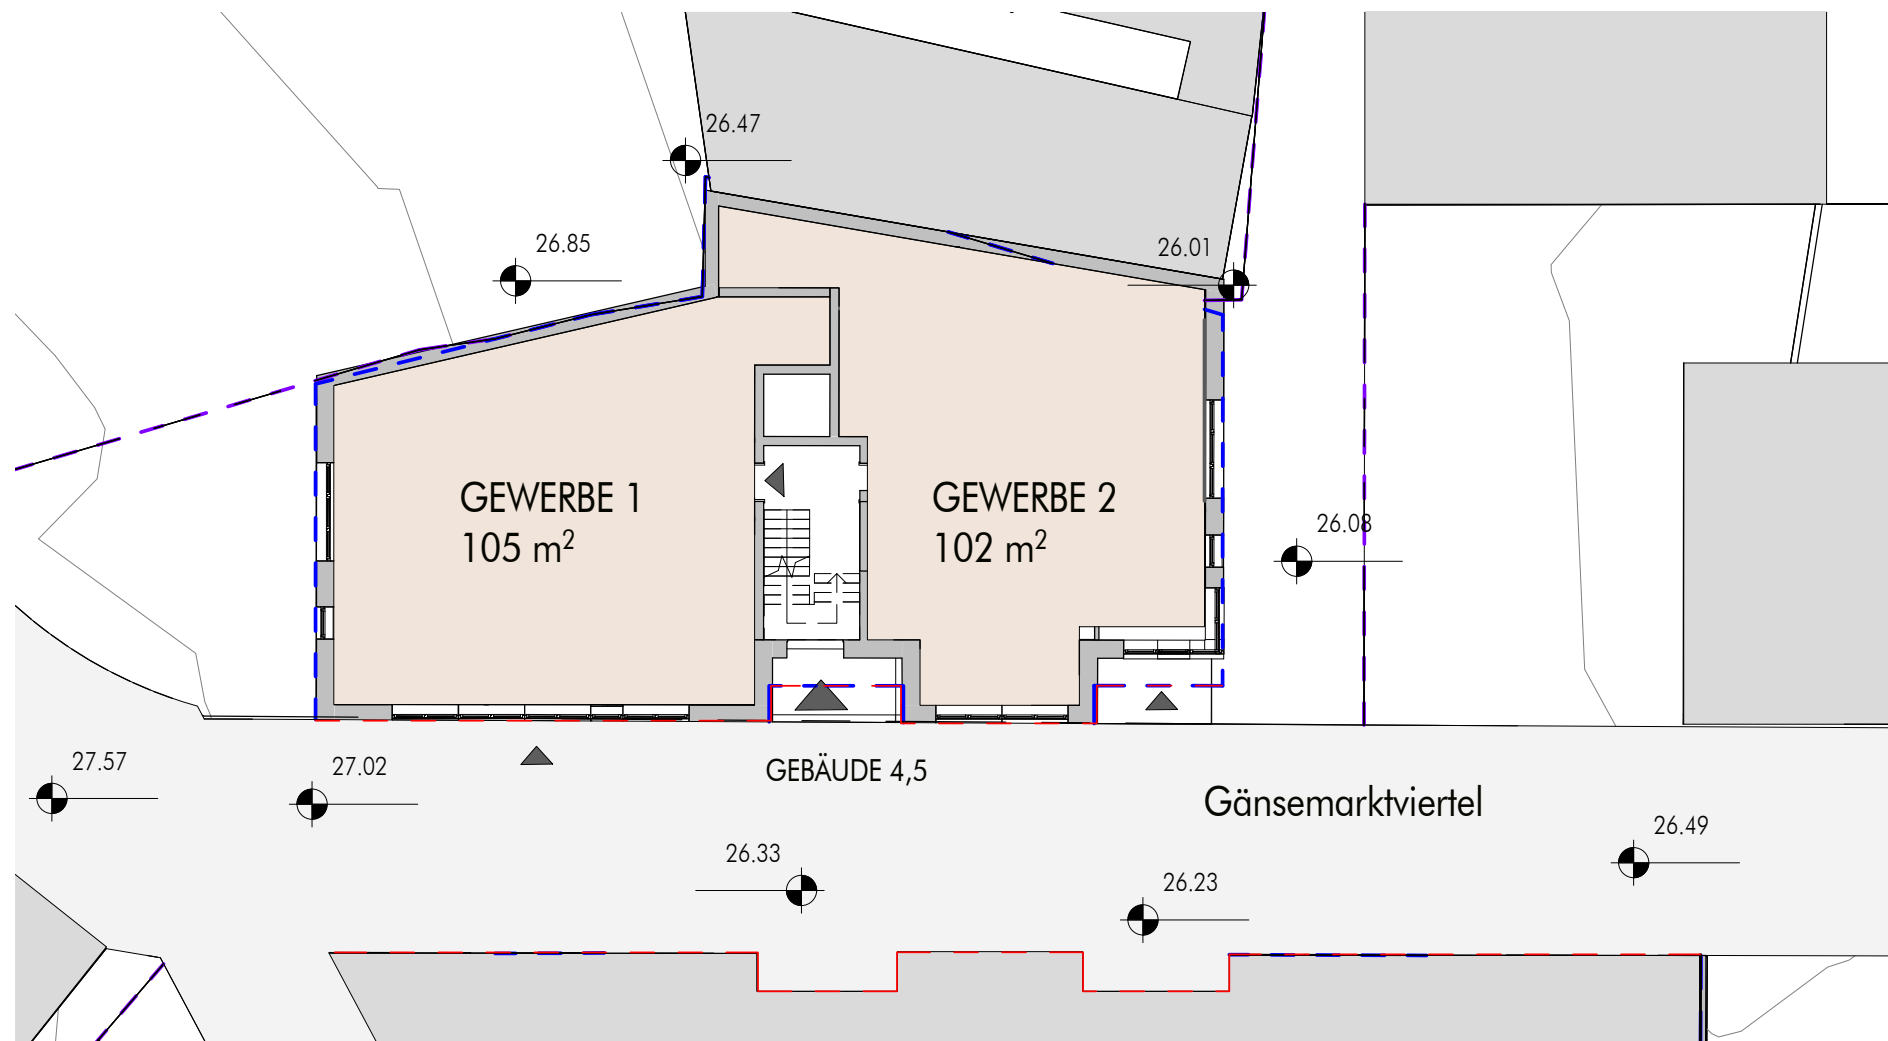 26.47
26.85
26.01
GEWERBE 1
105 m²
GEWERBE 2
102 m²
26.08
27.57
27.02
GEBÄUDE 4,5
Gänsemarktviertel
26.33
26.23
26.49